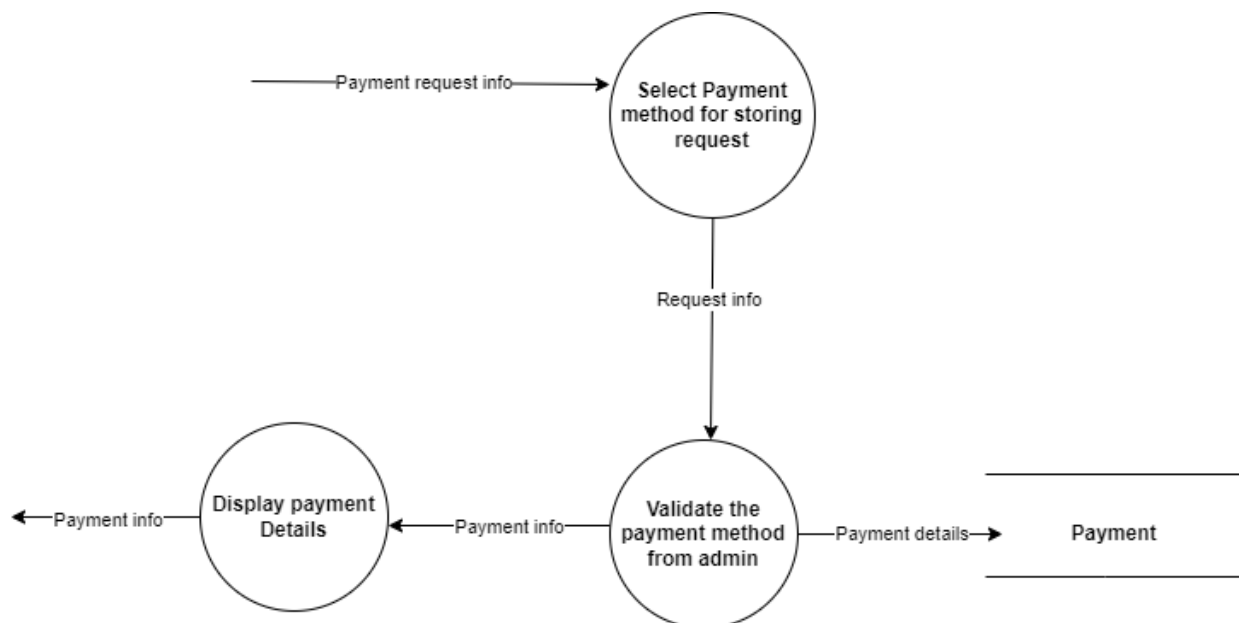 Payment request info
Select Payment
method for storing
request
Request info
Display payment
Details
Validate the
payment method
from admin
Payment info
Payment info
Payment details
Payment